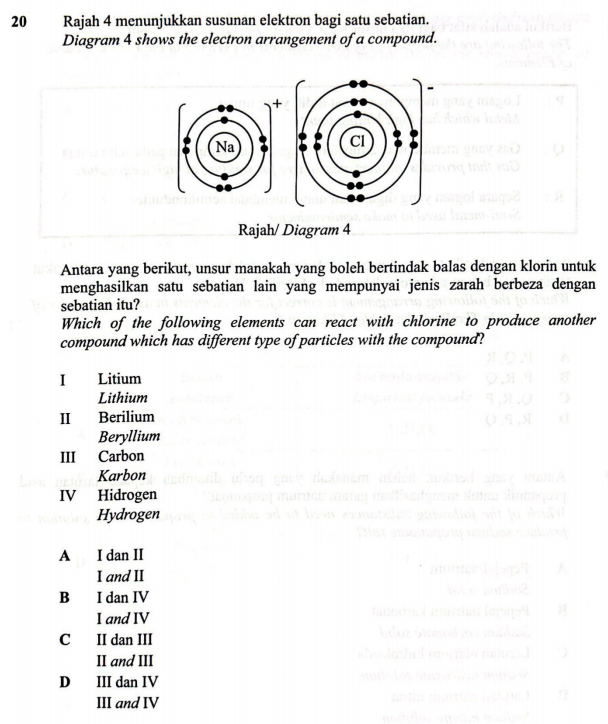 20 Rajah 4 menunjukkan susunan elektron bagi satu sebatian.
Diagram 4 shows the electron arrangement of a compound.
Na
+
Cl
-
Rajah/ Diagram 4
Antara yang berikut, unsur manakah yang boleh bertindak balas dengan klorin untuk
menghasilkan satu sebatian lain yang mempunyai jenis zarah berbeza dengan
sebatian itu?
Which of the following elements can react with chlorine to produce another
compound which has different type of particles with the compound?
I Litium
Lithium
II Berilium
Beryllium
III Carbon
Karbon
IV Hidrogen
Hydrogen
A I dan II
I and II
B I dan IV
I and IV
C II dan III
II and III
D III dan IV
III and IV